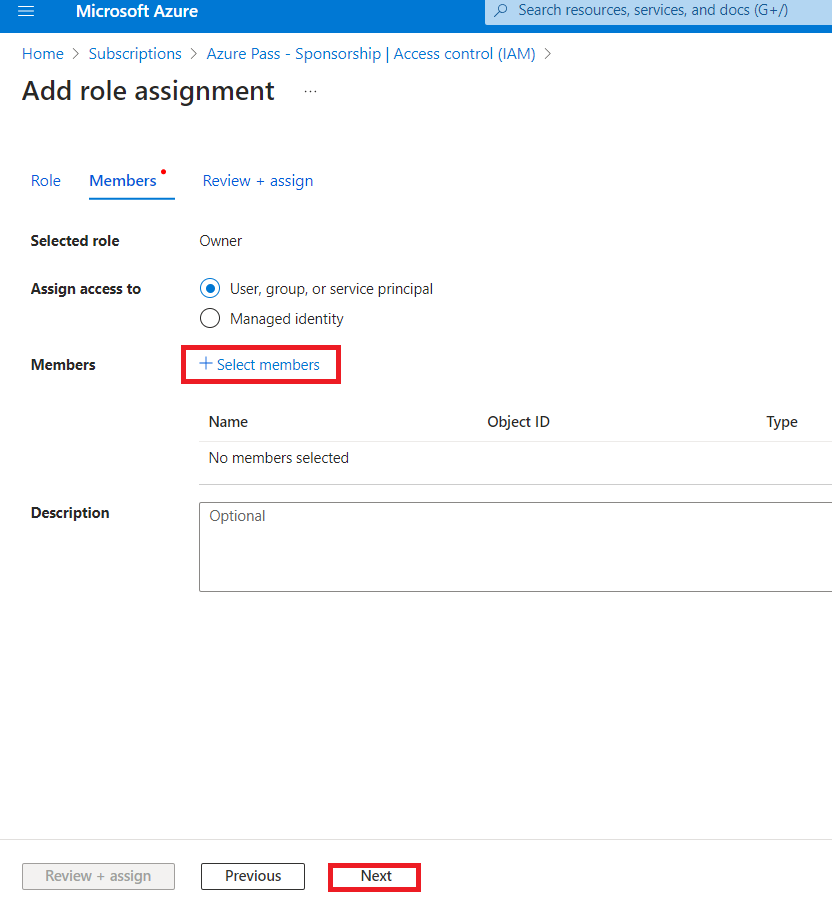 Microsoft Azure
Search resources, services, and docs (G+/)
Home > Subscriptions > Azure Pass - Sponsorship | Access control (IAM) >
Add role assignment ...
Role Members Review + assign
Selected role Owner
Assign access to User, group, or service principal
Managed identity
Members + Select members
Name Object ID Type
No members selected
Description Optional
Review + assign Previous Next